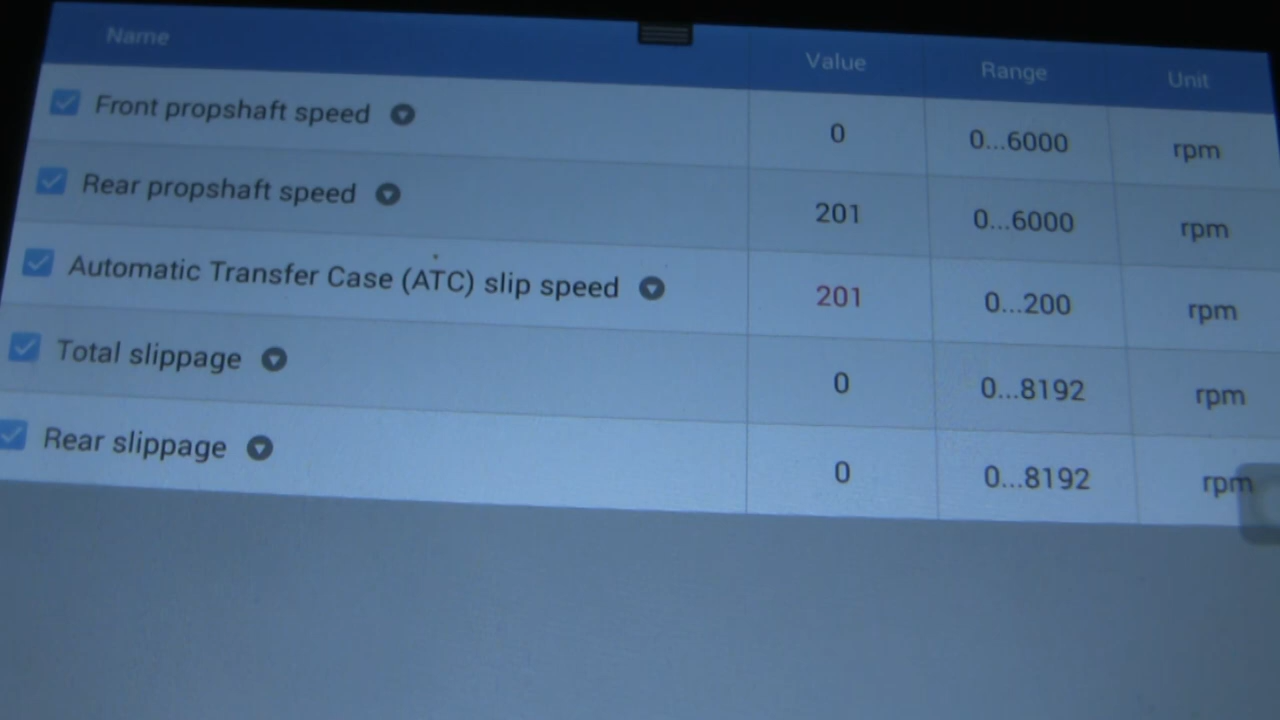 Name Value Range Unit
Front propshaft speed 0 0...6000 rpm
Rear propshaft speed 201 0...6000 rpm
Automatic Transfer Case (ATC) slip speed 201 0...200 rpm
Total slippage 0 0...8192 rpm
Rear slippage 0 0...8192 rpm